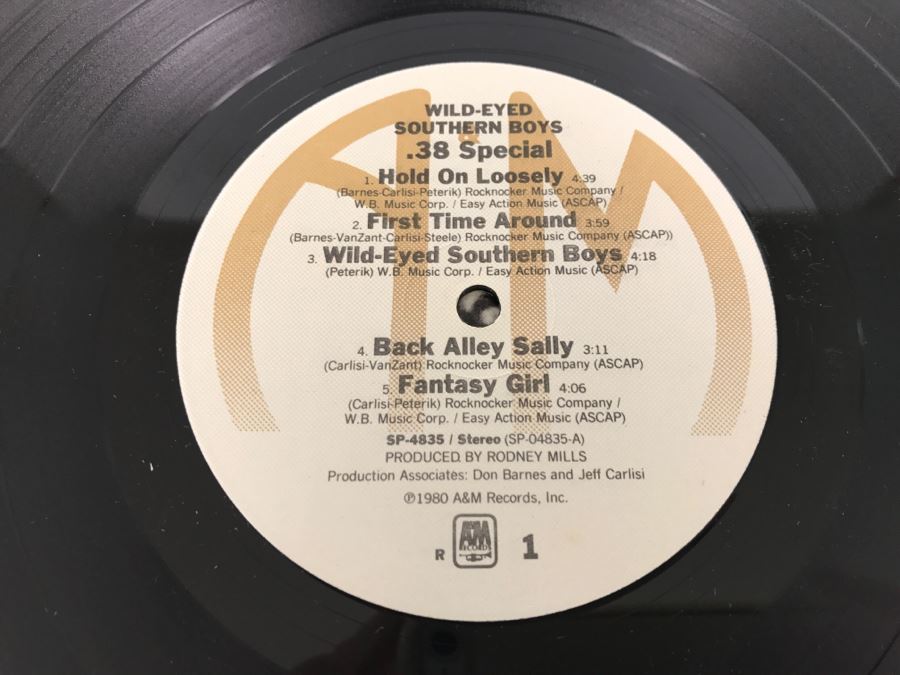 WILD-EYED
SOUTHERN BOYS
.38 Special
1. Hold On Loosely 4:39
(Barnes-Carlisi-Peterik) Rocknocker Music Company /
W.B. Music Corp. / Easy Action Music (ASCAP)
2. First Time Around 3:59
(Barnes-VanZant-Carlisi-Steele) Rocknocker Music Company (ASCAP))
3. Wild-Eyed Southern Boys 4:18
(Peterik) W.B. Music Corp. / Easy Action Music (ASCAP)
4. Back Alley Sally 3:11
(Carlisi-VanZant) Rocknocker Music Company (ASCAP)
5. Fantasy Girl 4:06
(Carlisi-Peterik) Rocknocker Music Company /
W.B. Music Corp. / Easy Action Music (ASCAP)
SP-4835 / Stereo (SP-04835-A)
PRODUCED BY RODNEY MILLS
Production Associates: Don Barnes and Jeff Carlisi
℗1980 A&M Records, Inc.
R A&M RECORDS 1